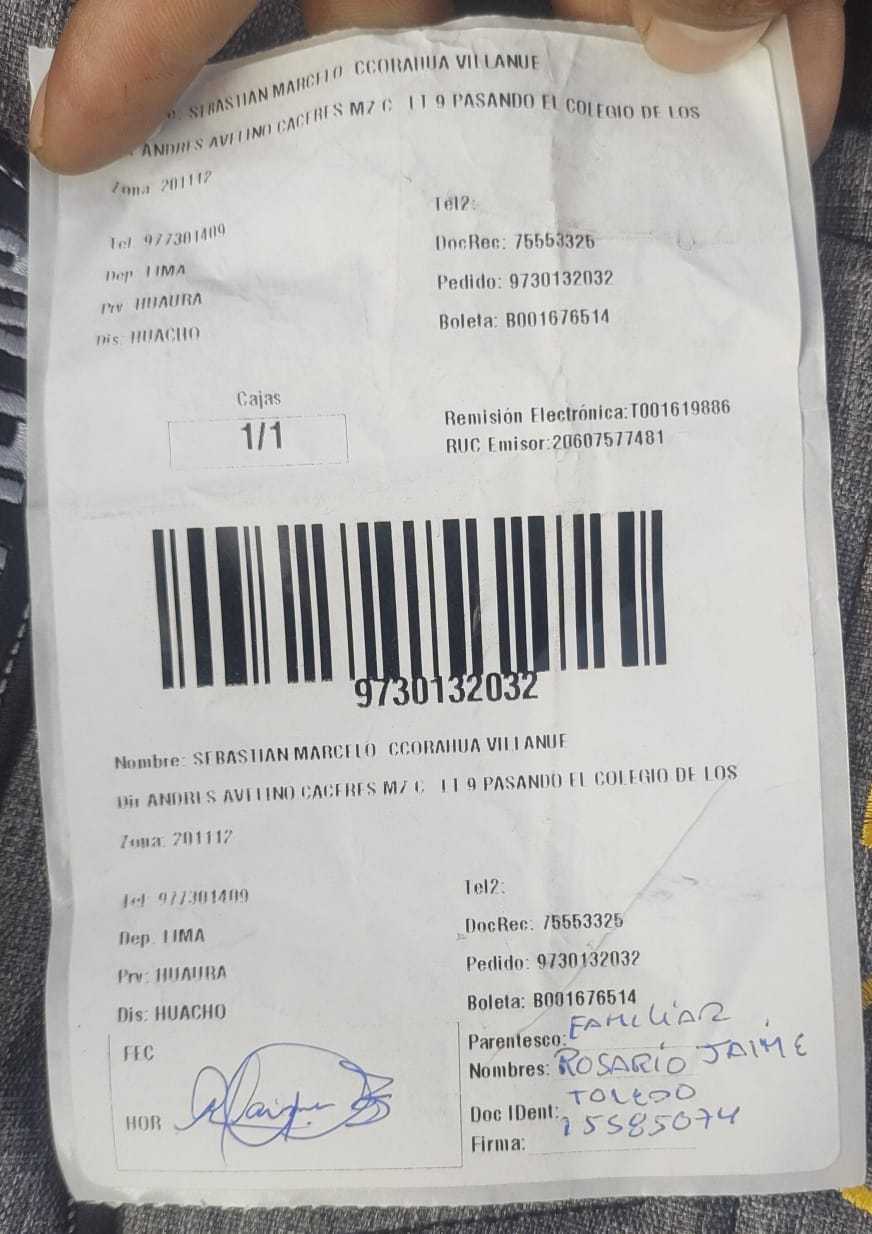 SEBASTIAN MARCELO CCORAHUA VILLANUE
ANDRES AVELINO CACERES MZ C LT 9 PASANDO EL COLEGIO DE LOS
Zona: 201112
Tel2:
Tel: 977301409
DocRec: 75553325
Dep: LIMA
Pedido: 9730132032
Prv: HUAURA
Boleta: B001676514
Dis: HUACHO
Cajas
1/1
Remisión Electrónica:T001619886
RUC Emisor:20607577481
9730132032
Nombre: SEBASTIAN MARCELO CCORAHUA VILLANUE
Dir ANDRES AVELINO CACERES MZ C LT 9 PASANDO EL COLEGIO DE LOS
Zona: 201112
Tel2:
Tel: 977301409
DocRec: 75553325
Dep: LIMA
Pedido: 9730132032
Prv: HUAURA
Boleta: B001676514
Dis: HUACHO
Parentesco: FAMILIAR
FEC
Nombres: ROSARIO JAIME
TOLEDO
HOR
Doc IDent: 15585074
Firma: